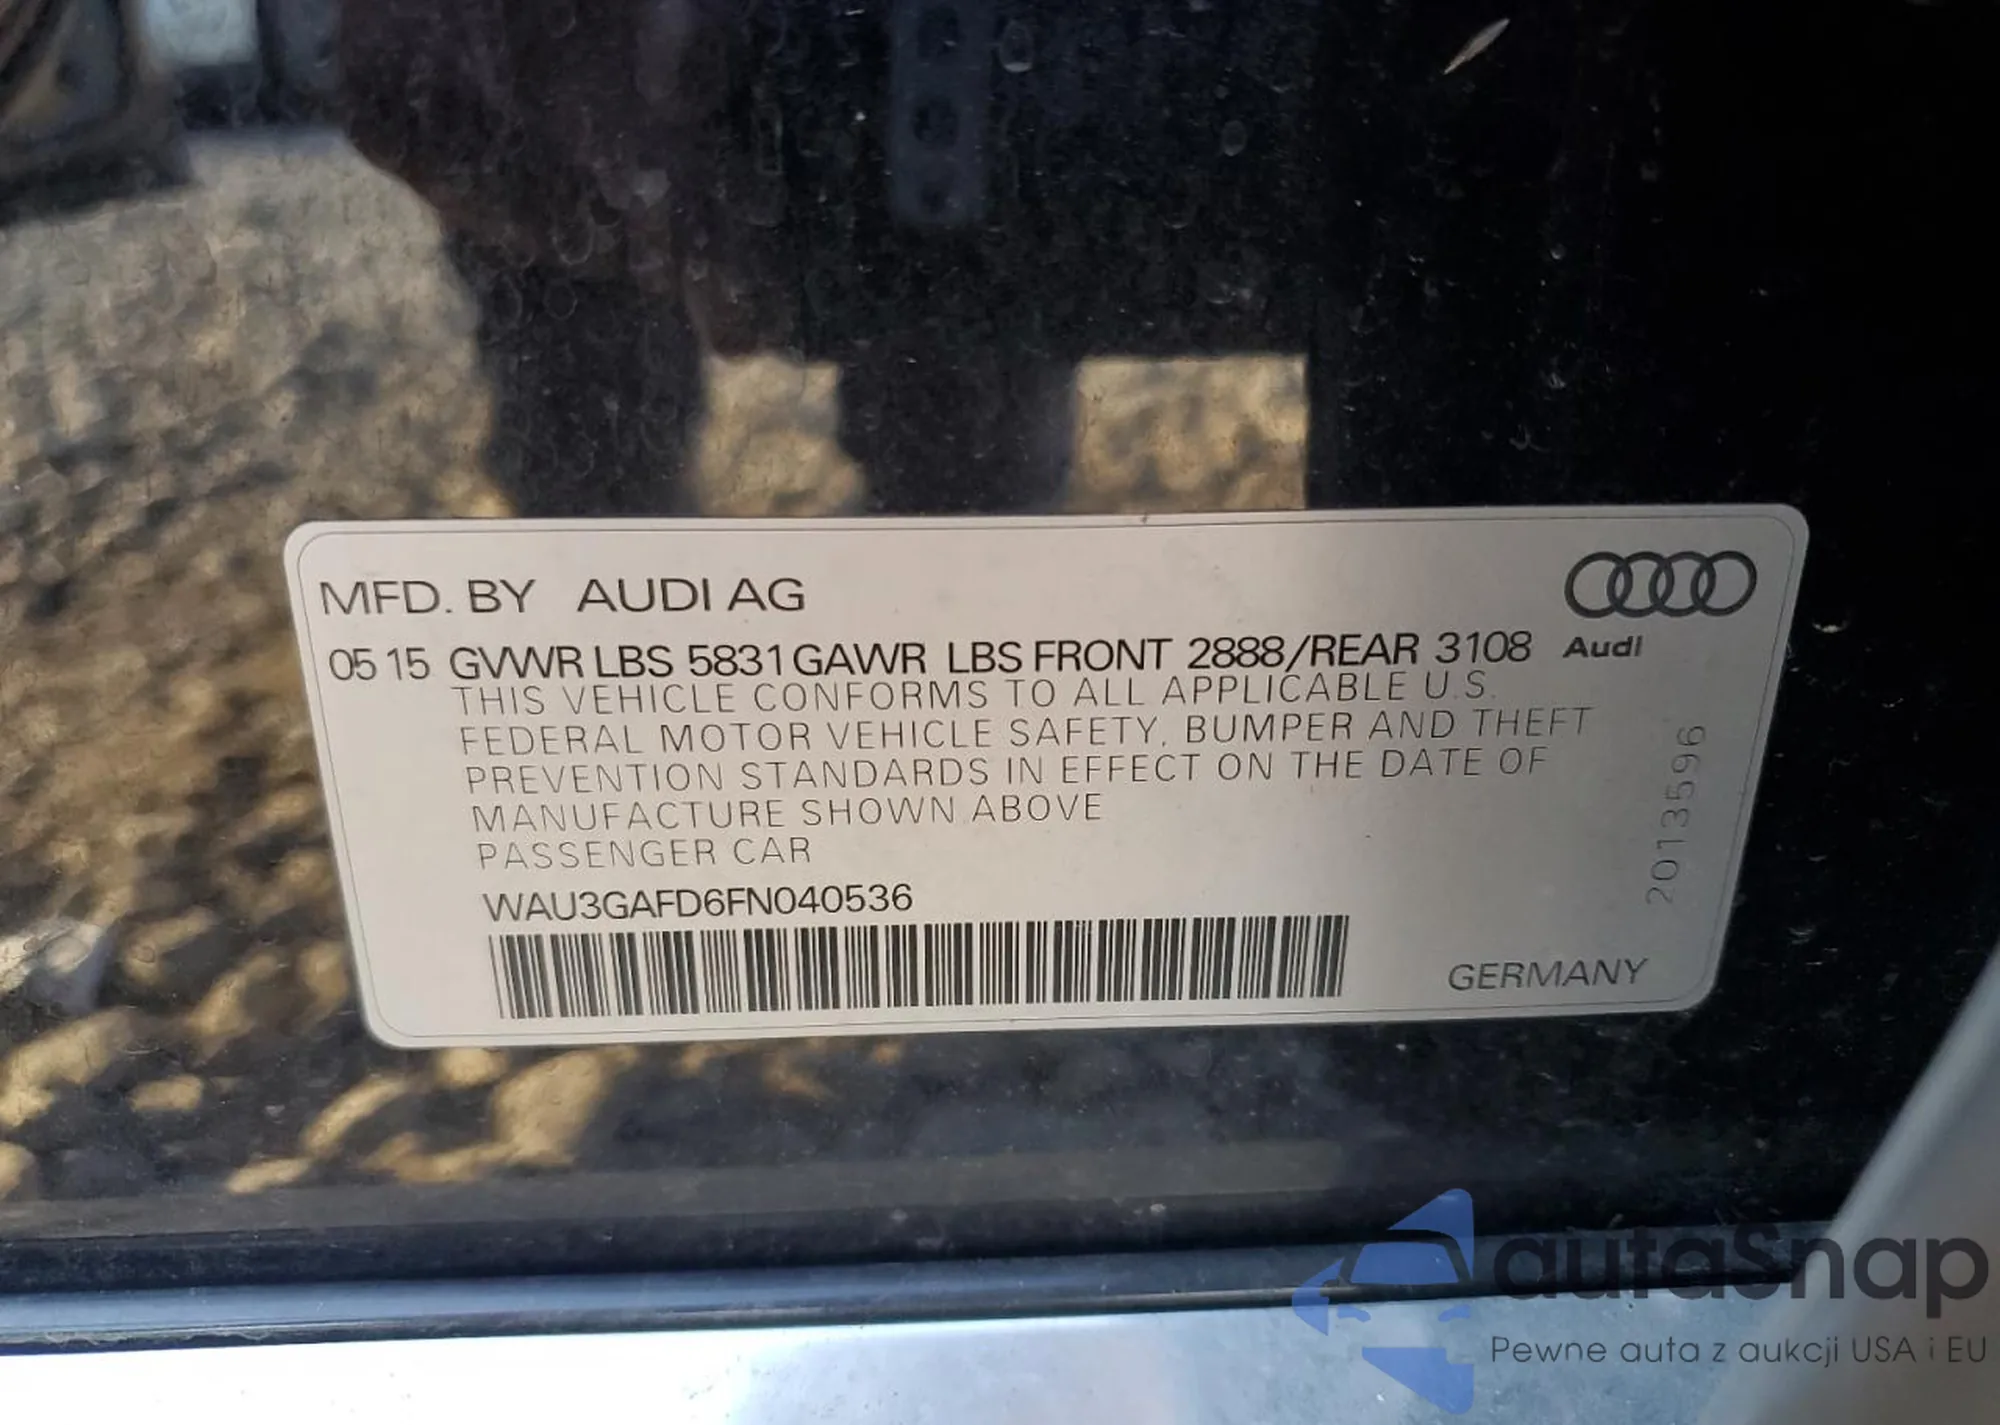 MFD. BY AUDI AG
05 15 GVWR LBS 5831 GAWR LBS FRONT 2888/REAR 3108
Audi
THIS VEHICLE CONFORMS TO ALL APPLICABLE U.S.
FEDERAL MOTOR VEHICLE SAFETY, BUMPER AND THEFT
PREVENTION STANDARDS IN EFFECT ON THE DATE OF
MANUFACTURE SHOWN ABOVE
PASSENGER CAR
WAU3GAFD6FN040536
2013596
GERMANY
autaSnap
Pewne auta z aukcji USA i EU